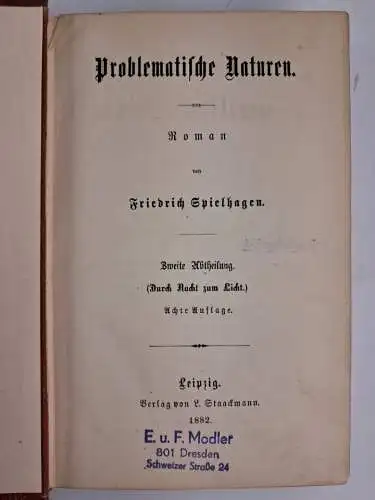 Problematische Naturen.
Roman
von
Friedrich Spielhagen.
Zweite Abtheilung.
(Durch Nacht zum Licht.)
Achte Auflage.
Leipzig.
Verlag von L. Staackmann.
1882.
E. u. F. Modler
801 Dresden
Schweizer Straße 24